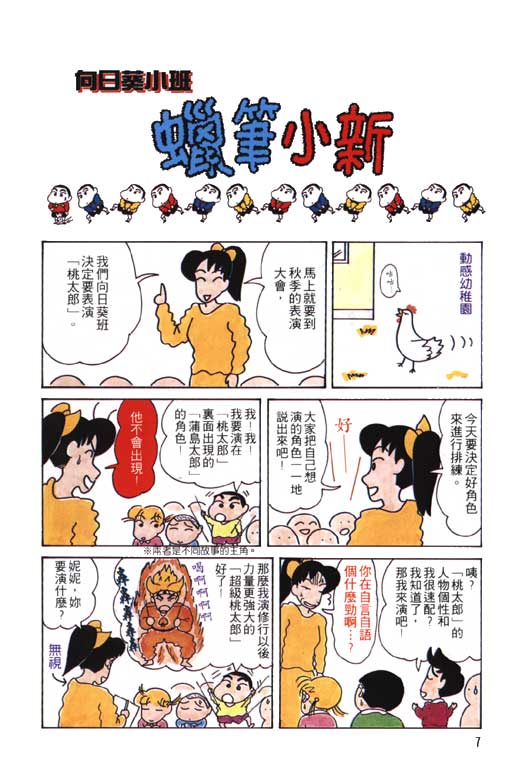 向日葵小班
蠟筆小新
動感幼稚園
咕咕
馬上就要到
秋季的表演
大會，
我們向日葵班
決定要表演
「桃太郎」。
今天要決定好角色
來進行排練。
大家把自己想
演的角色一一地
說出來吧！
好
我！我！
我要演在
「桃太郎」
裏面出現的
「蒲島太郎」
的角色！
他不會出現！
※兩者是不同故事的主角。
咦？
「桃太郎」的
人物個性和
我很速配？
我知道了，
那我來演吧！
你在自言自語
個什麼勁啊…？
那麼我演修行以後
力量更強大的
「超級桃太郎」
好了！
喝啊啊啊啊
轟轟轟轟
妮妮，妳
要演什麼？
無視
7